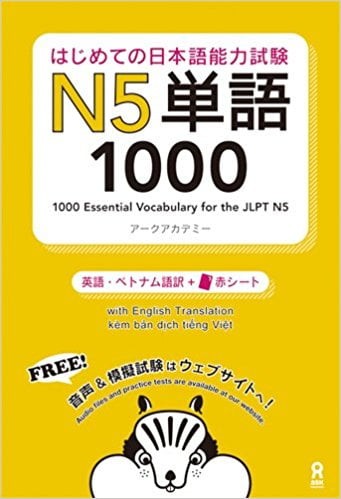 はじめての日本語能力試験
N5単語
1000
1000 Essential Vocabulary for the JLPT N5
アークアカデミー
英語・ベトナム語訳 + 赤シート
with English Translation
kèm bản dịch tiếng Việt
FREE!
音声&模擬試験はウェブサイトへ!
Audio files and practice tests are available at our website.
ASK